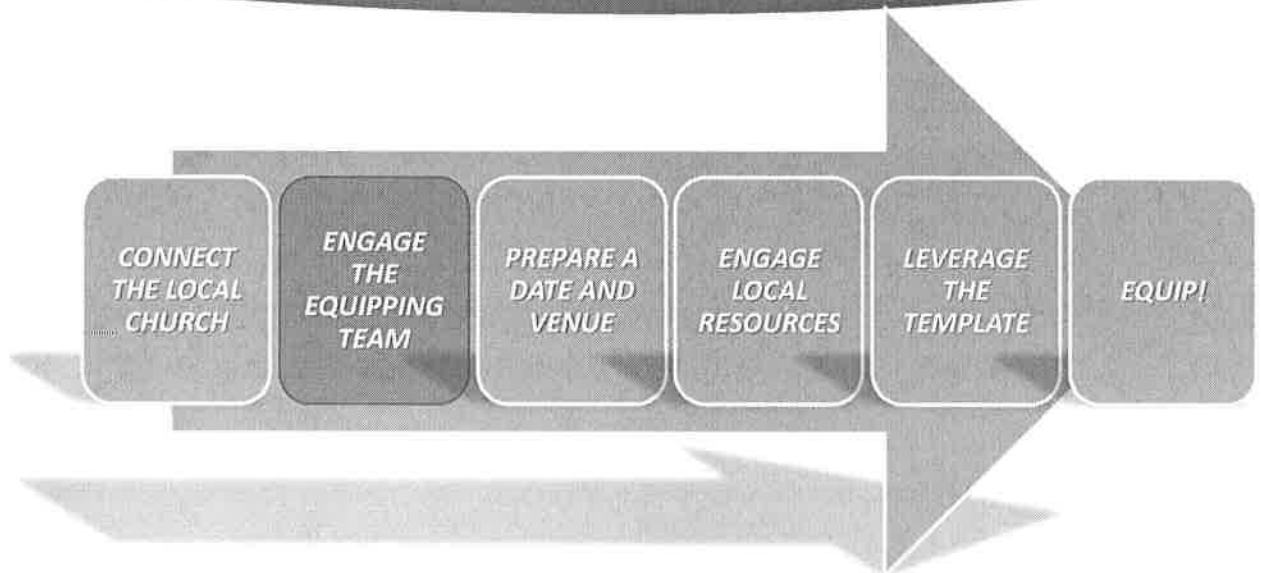 CONNECT
THE LOCAL
CHURCH
ENGAGE
THE
EQUIPPING
TEAM
PREPARE A
DATE AND
VENUE
ENGAGE
LOCAL
RESOURCES
LEVERAGE
THE
TEMPLATE
EQUIP!